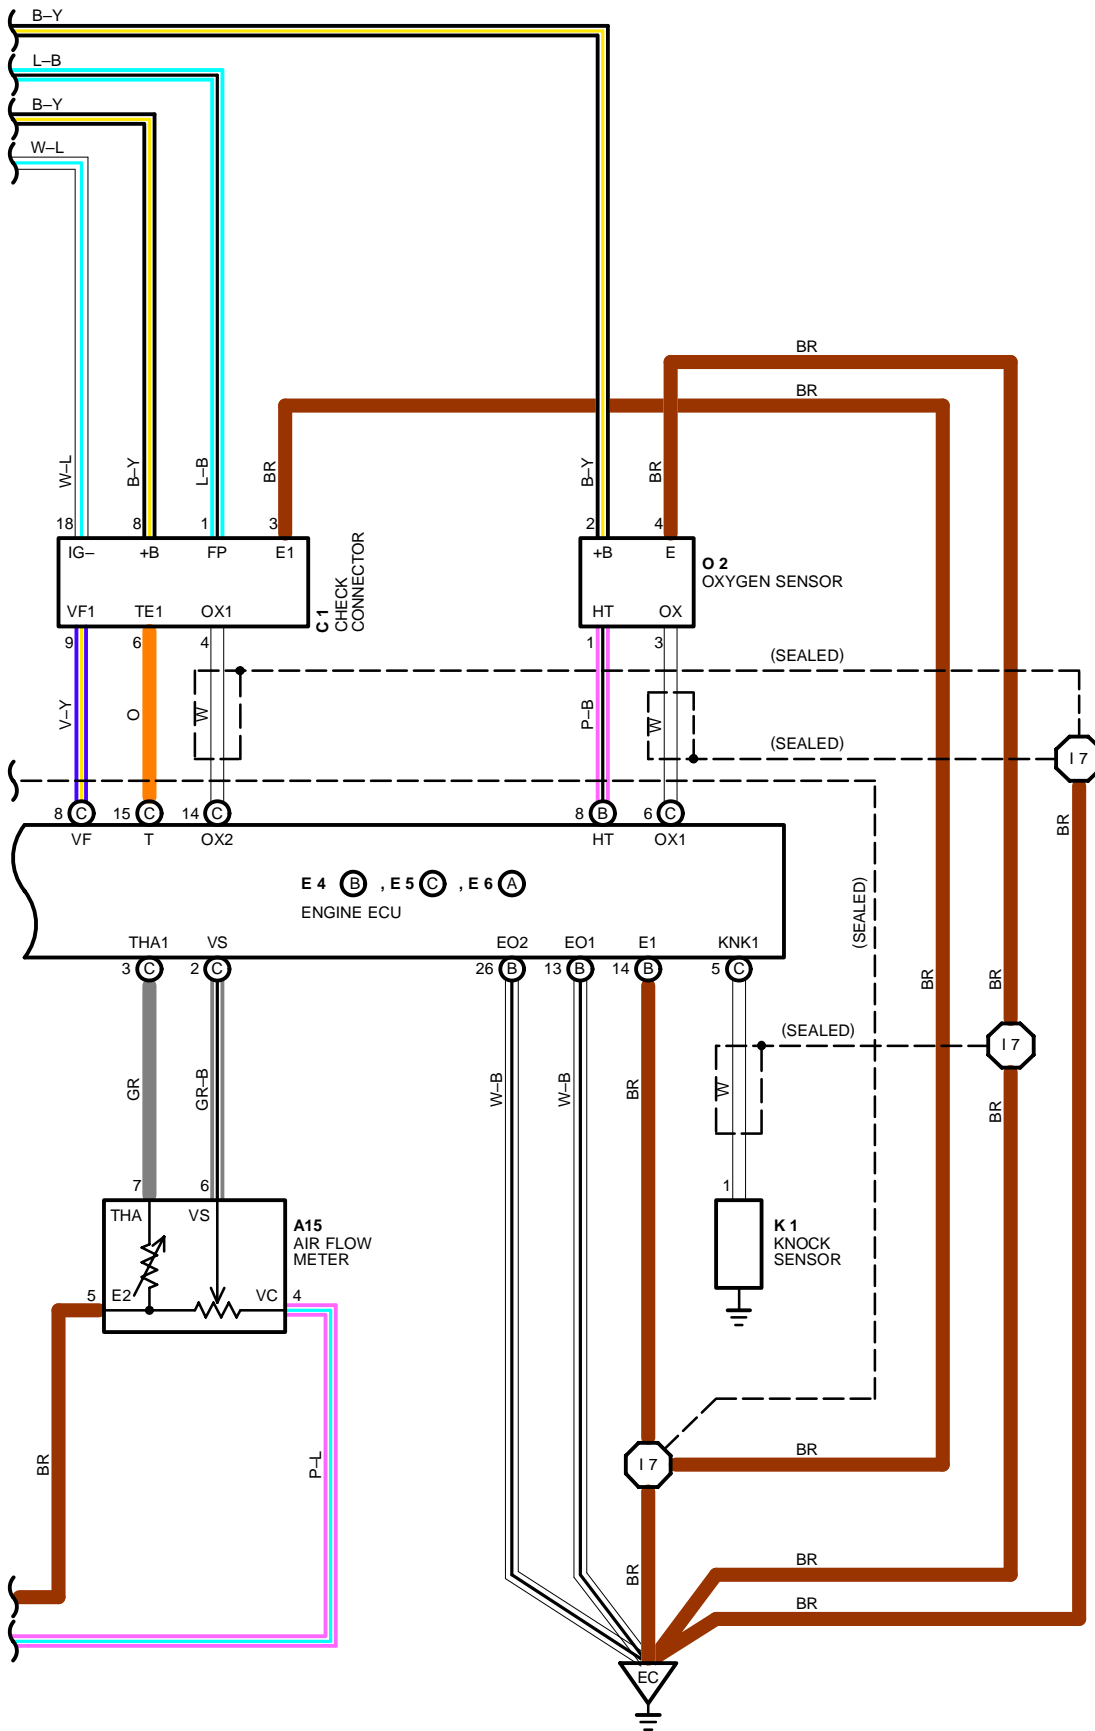 B–Y
L–B
B–Y
W–L
BR
BR
W–L
B–Y
L–B
BR
B–Y
BR
18 8 1 3 2 4
IG– +B FP E1
VF1 TE1 OX1
C 1
CHECK
CONNECTOR
+B E
HT OX
O 2
OXYGEN SENSOR
9 6 4 1 3
(SEALED)
V–Y
O
W
P–B
W
(SEALED)
I 7
BR
8 C 15 C 14 C 8 B 6 C
VF T OX2 HT OX1
E 4 B , E 5 C , E 6 A
ENGINE ECU
(SEALED)
THA1 VS EO2 EO1 E1 KNK1
3 C 2 C 26 B 13 B 14 B 5 C
BR
BR
(SEALED)
I 7
GR
GR–B
W–B
W–B
BR
W
BR
7 6 1
THA VS
E2 VC
5 4
A15
AIR FLOW
METER
K 1
KNOCK
SENSOR
BR
P–L
I 7
BR
BR
BR
BR
EC